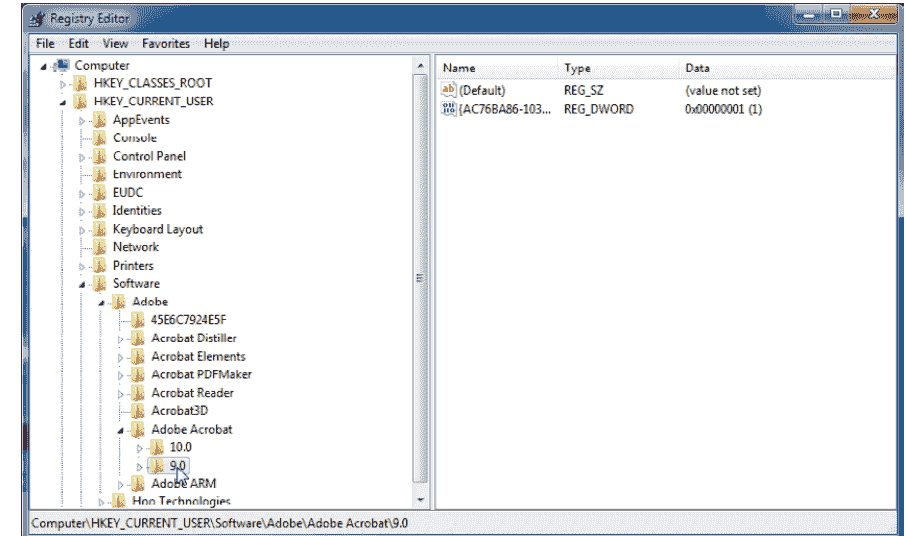 Registry Editor
File Edit View Favorites Help
Computer
HKEY_CLASSES_ROOT
HKEY_CURRENT_USER
AppEvents
Console
Control Panel
Environment
EUDC
Identities
Keyboard Layout
Network
Printers
Software
Adobe
45E6C7924E5F
Acrobat Distiller
Acrobat Elements
Acrobat PDFMaker
Acrobat Reader
Acrobat3D
Adobe Acrobat
10.0
9.0
Adobe ARM
Technologies
Name Type Data
(Default) REG_SZ (value not set)
{AC76BA86-103... REG_DWORD 0x00000001 (1)
Computer\HKEY_CURRENT_USER\Software\Adobe\Adobe Acrobat\9.0